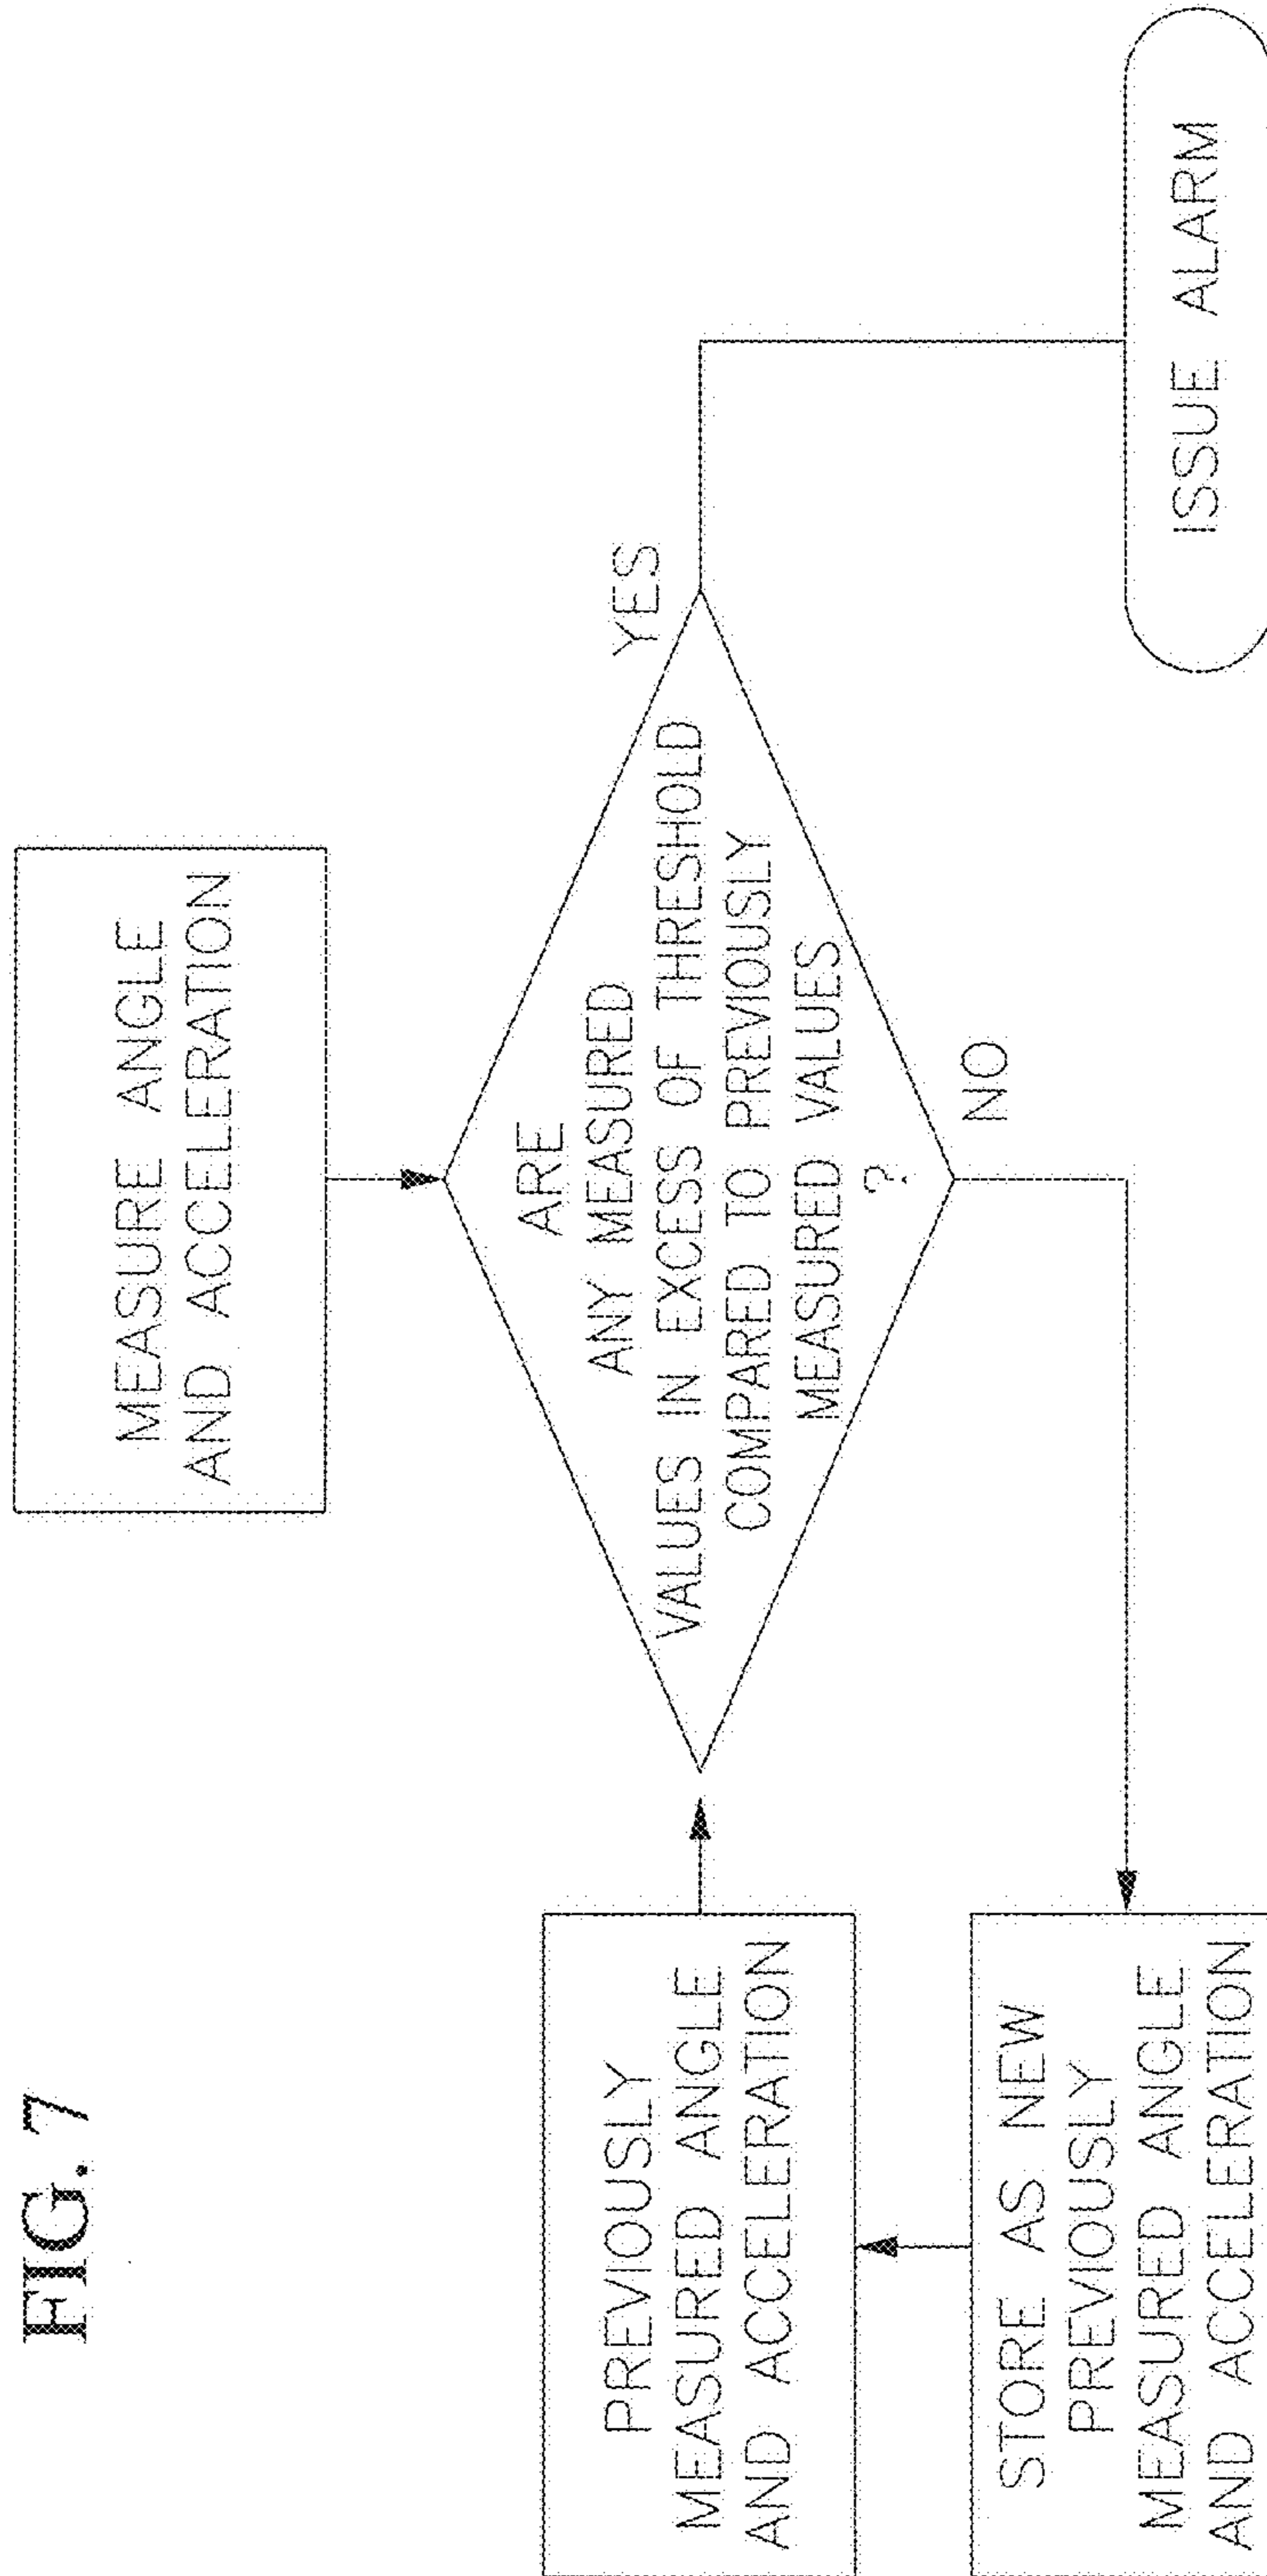 FIG. 7
MEASURE ANGLE
AND ACCELERATION
ARE
ANY MEASURED
VALUES IN EXCESS OF THRESHOLD
COMPARED TO PREVIOUSLY
MEASURED VALUES
?
YES
NO
PREVIOUSLY
MEASURED ANGLE
AND ACCELERATION
STORE AS NEW
PREVIOUSLY
MEASURED ANGLE
AND ACCELERATION
ISSUE ALARM